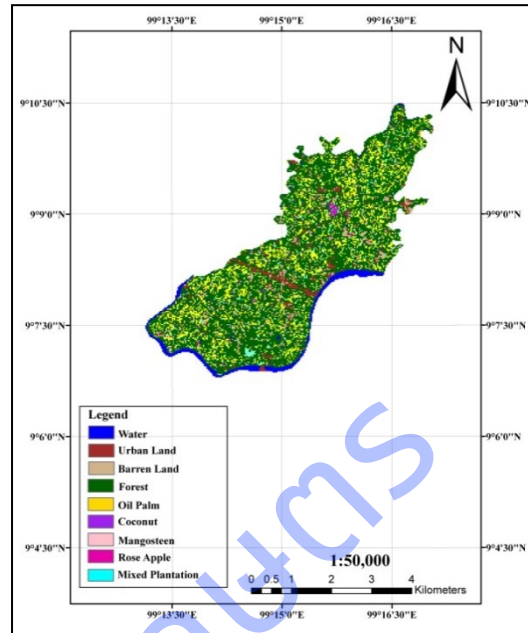 99°13'30"E 99°15'0"E 99°16'30"E
N
9°10'30"N 9°10'30"N
9°9'0"N 9°9'0"N
9°7'30"N 9°7'30"N
9°6'0"N 9°6'0"N
9°4'30"N 9°4'30"N
Legend
Water
Urban Land
Barren Land
Forest
Oil Palm
Coconut
Mangosteen
Rose Apple
Mixed Plantation
1:50,000
0 0.5 1 2 3 4
Kilometers
99°13'30"E 99°15'0"E 99°16'30"E